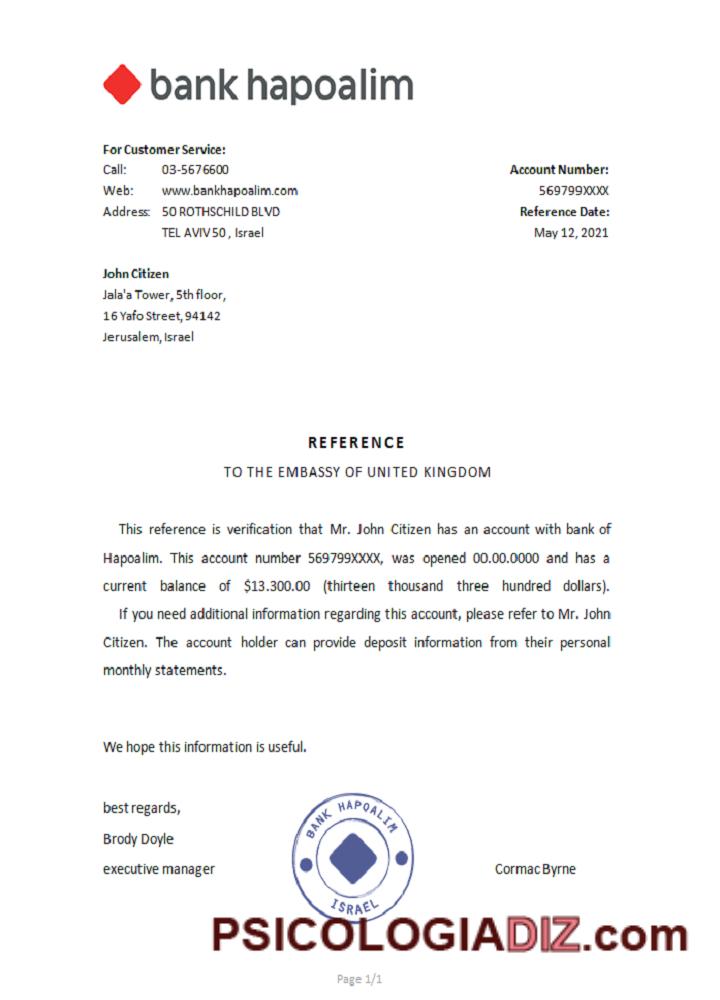 bank hapoalim
For Customer Service:
Call: 03-5676600
Web: www.bankhapoalim.com
Address: 50 ROTHSCHILD BLVD
TEL AVIV 50 , Israel
Account Number:
569799XXXX
Reference Date:
May 12, 2021
John Citizen
Jala'a Tower, 5th floor,
16 Yafo Street, 94142
Jerusalem, Israel
REFERENCE
TO THE EMBASSY OF UNITED KINGDOM
This reference is verification that Mr. John Citizen has an account with bank of
Hapoalim. This account number 569799XXXX, was opened 00.00.0000 and has a
current balance of $13.300.00 (thirteen thousand three hundred dollars).
If you need additional information regarding this account, please refer to Mr. John
Citizen. The account holder can provide deposit information from their personal
monthly statements.
We hope this information is useful.
best regards,
Brody Doyle
executive manager
BANK HAPOALIM
ISRAEL
Cormac Byrne
PSICOLOGIADIZ.com
Page 1/1